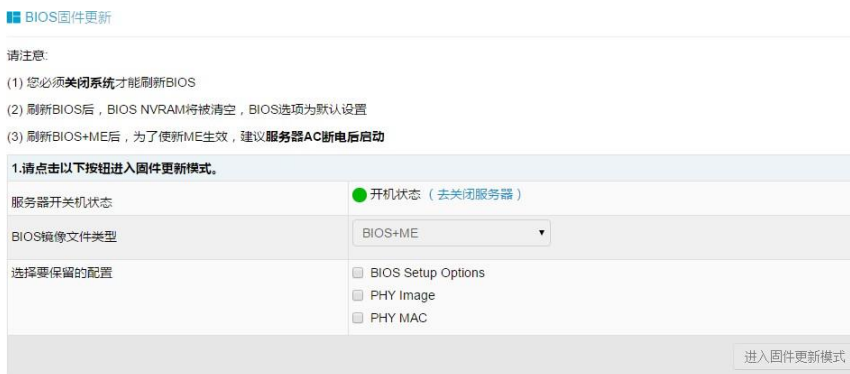 BIOS固件更新
请注意:
(1) 您必须关闭系统才能刷新BIOS
(2) 刷新BIOS后，BIOS NVRAM将被清空，BIOS选项为默认设置
(3) 刷新BIOS+ME后，为了使新ME生效，建议服务器AC断电后启动
1.请点击以下按钮进入固件更新模式。
服务器开关机状态 开机状态 （去关闭服务器）
BIOS镜像文件类型 BIOS+ME
选择要保留的配置 BIOS Setup Options
PHY Image
PHY MAC
进入固件更新模式